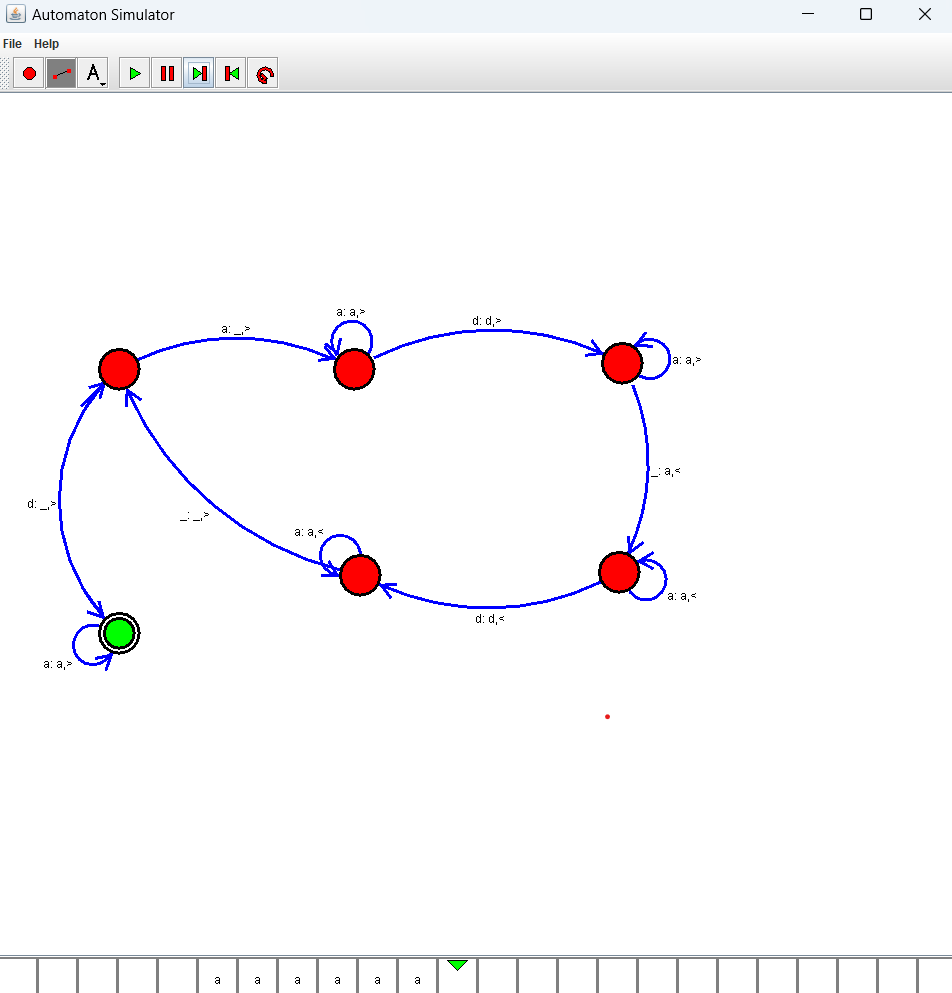 Automaton Simulator
File Help
A
a: _,>
a: a,>
d: d,>
a: a,>
_: a,<
a: a,<
d: d,<
a: a,<
_: _,>
d: _,>
a: a,>
a a a a a a